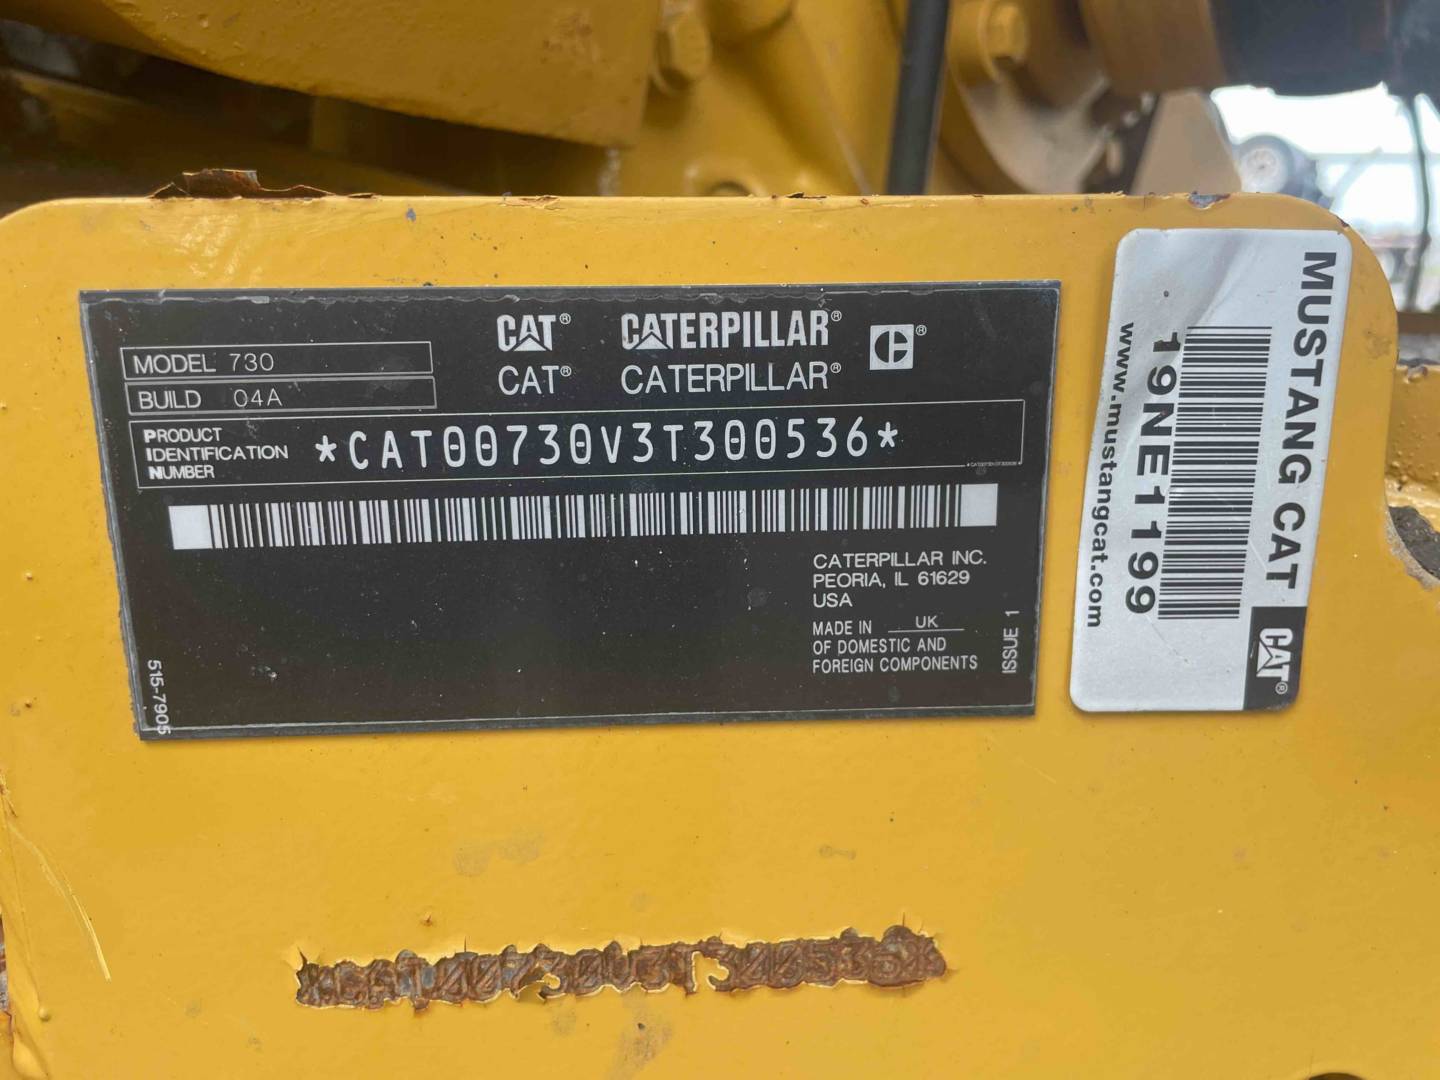 CAT® CATERPILLAR® C®
CAT® CATERPILLAR®
MODEL 730
BUILD 04A
PRODUCT
IDENTIFICATION
NUMBER
*CAT00730V3T300536*
CATERPILLAR INC.
PEORIA, IL 61629
USA
MADE IN UK
OF DOMESTIC AND
FOREIGN COMPONENTS
ISSUE 1
515-7905
MUSTANG CAT
19NE1199
www.mustangcat.com
CAT®
*CAT00730V3T300536*